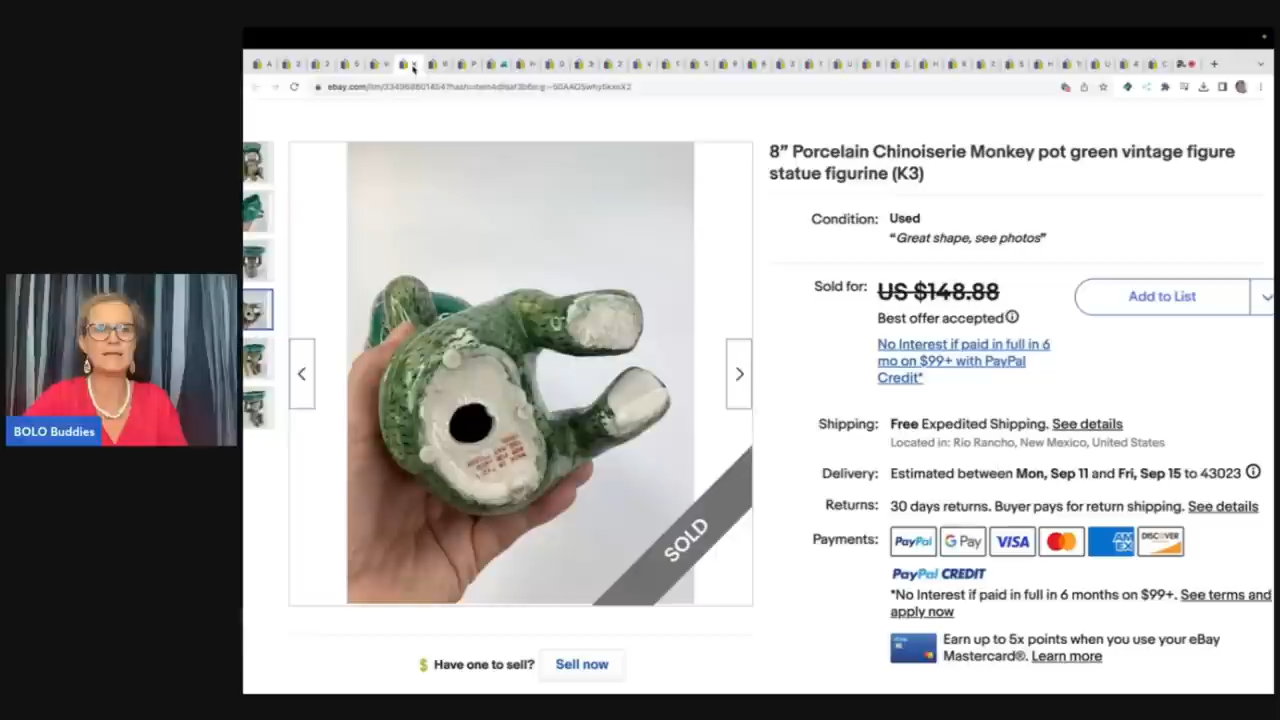 ebay.com/itm/
8” Porcelain Chinoiserie Monkey pot green vintage figure
statue figurine (K3)
Condition: Used
“Great shape, see photos”
Sold for: US $148.88
Best offer accepted
Add to List
No Interest if paid in full in 6
mo on $99+ with PayPal
Credit*
Shipping: Free Expedited Shipping. See details
Located in: Rio Rancho, New Mexico, United States
Delivery: Estimated between Mon, Sep 11 and Fri, Sep 15 to 43023
Returns: 30 days returns. Buyer pays for return shipping. See details
Payments: PayPal G Pay VISA AMEX DISCOVER
PayPal CREDIT
*No Interest if paid in full in 6 months on $99+. See terms and
apply now
Earn up to 5x points when you use your eBay
Mastercard®. Learn more
SOLD
$ Have one to sell? Sell now
BOLO Buddies